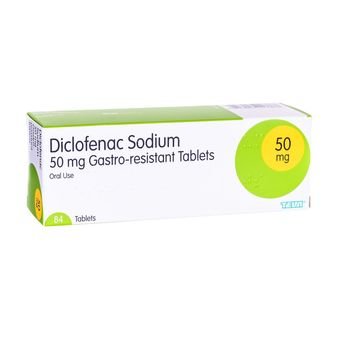 Diclofenac Sodium
50 mg Gastro-resistant Tablets
Oral Use
50
mg
84
Tablets
TEVA